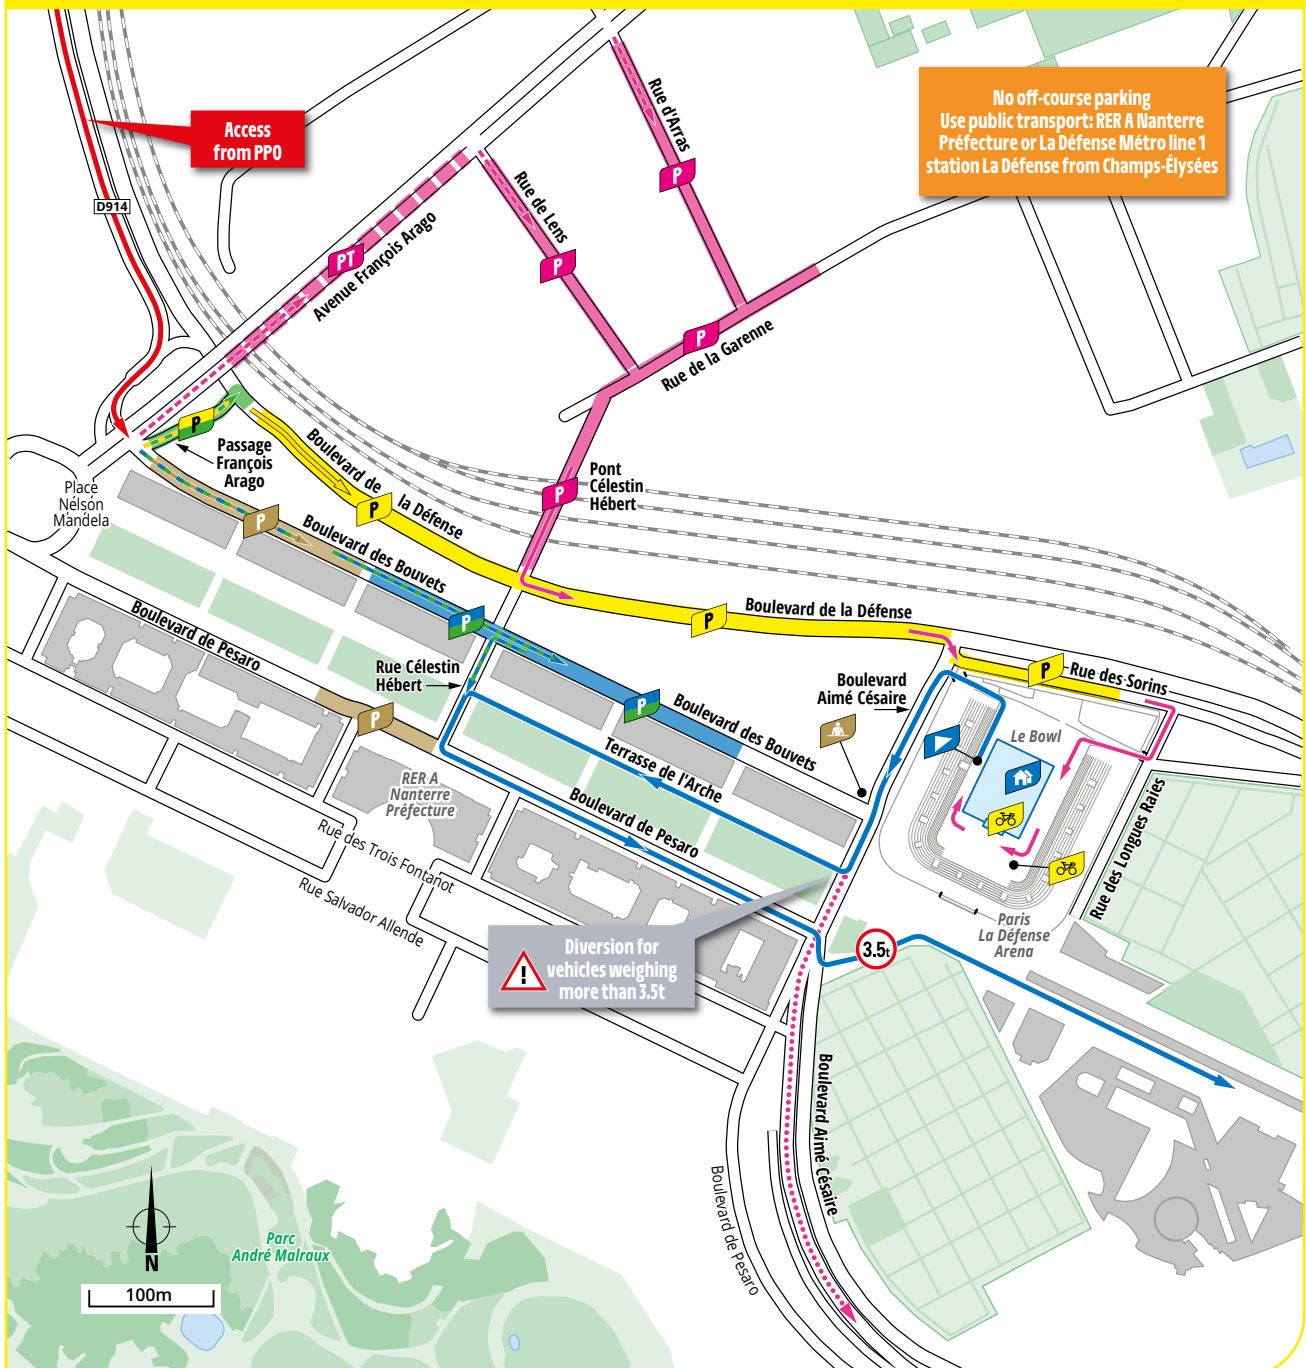 Access
from PPO
D914
No off-course parking
Use public transport: RER A Nanterre
Préfecture or La Défense Métro line 1
station La Défense from Champs-Élysées
Rue d'Arras
P
Rue de Lens
P
PT
Avenue François Arago
P
Rue de la Garenne
P
Passage
François
Arago
Boulevard de la Défense
P
Pont
Célestin
Hébert
P
Place
Nelson
Mandela
P
Boulevard des Bouvets
P
Boulevard de la Défense
P
Boulevard de Pesaro
Rue Célestin
Hébert
P
Rue des Sorins
Boulevard
Aimé Césaire
P
Boulevard des Bouvets
P
Le Bowl
Terrasse de l'Arche
RER A
Nanterre
Préfecture
Boulevard de Pesaro
Rue des Trois Fontanot
Rue Salvador Allende
Rue des Longues Raies
Paris
La Défense
Arena
3.5t
!
Diversion for
vehicles weighing
more than 3.5t
Boulevard Aimé Césaire
Boulevard de Pesaro
Parc
André Malraux
N
100m